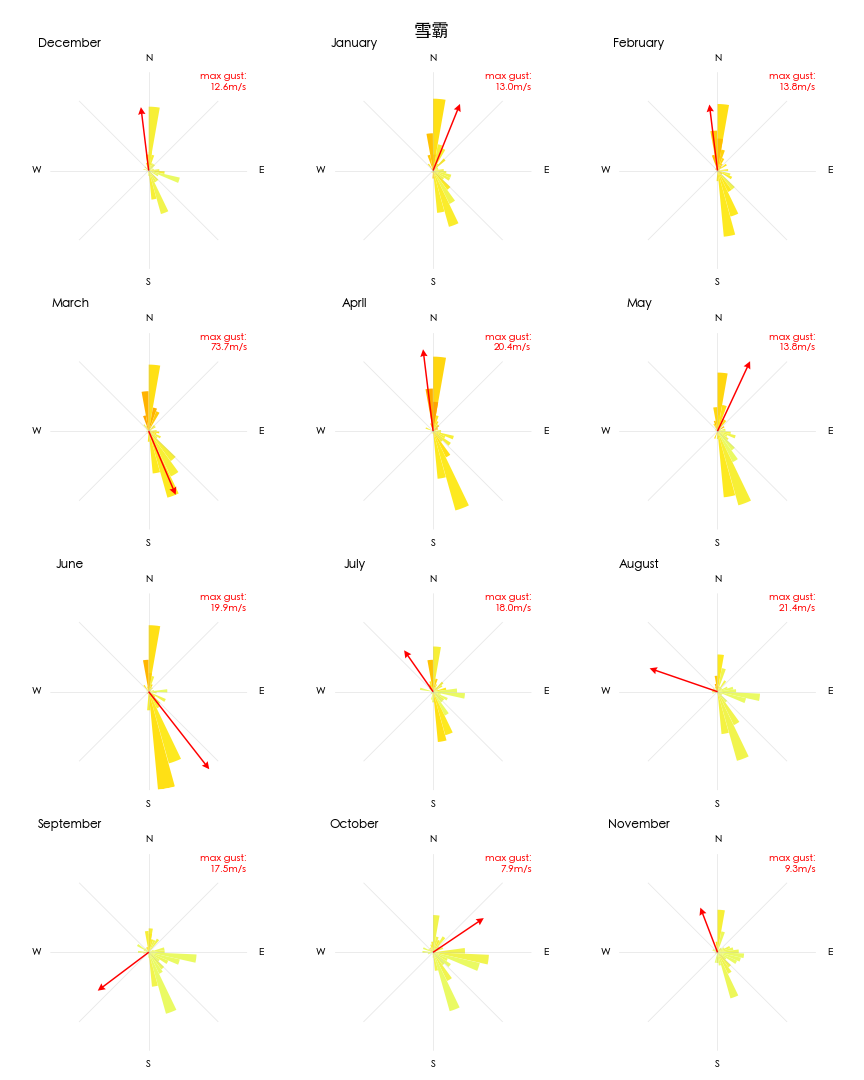 雪霸
December
January
February
N
N
N
max gust:
12.6m/s
max gust:
13.0m/s
max gust:
13.8m/s
W
E
W
E
W
E
S
S
S
March
April
May
N
N
N
max gust:
73.7m/s
max gust:
20.4m/s
max gust:
13.8m/s
W
E
W
E
W
E
S
S
S
June
July
August
N
N
N
max gust:
19.9m/s
max gust:
18.0m/s
max gust:
21.4m/s
W
E
W
E
W
E
S
S
S
September
October
November
N
N
N
max gust:
17.5m/s
max gust:
7.9m/s
max gust:
9.3m/s
W
E
W
E
W
E
S
S
S